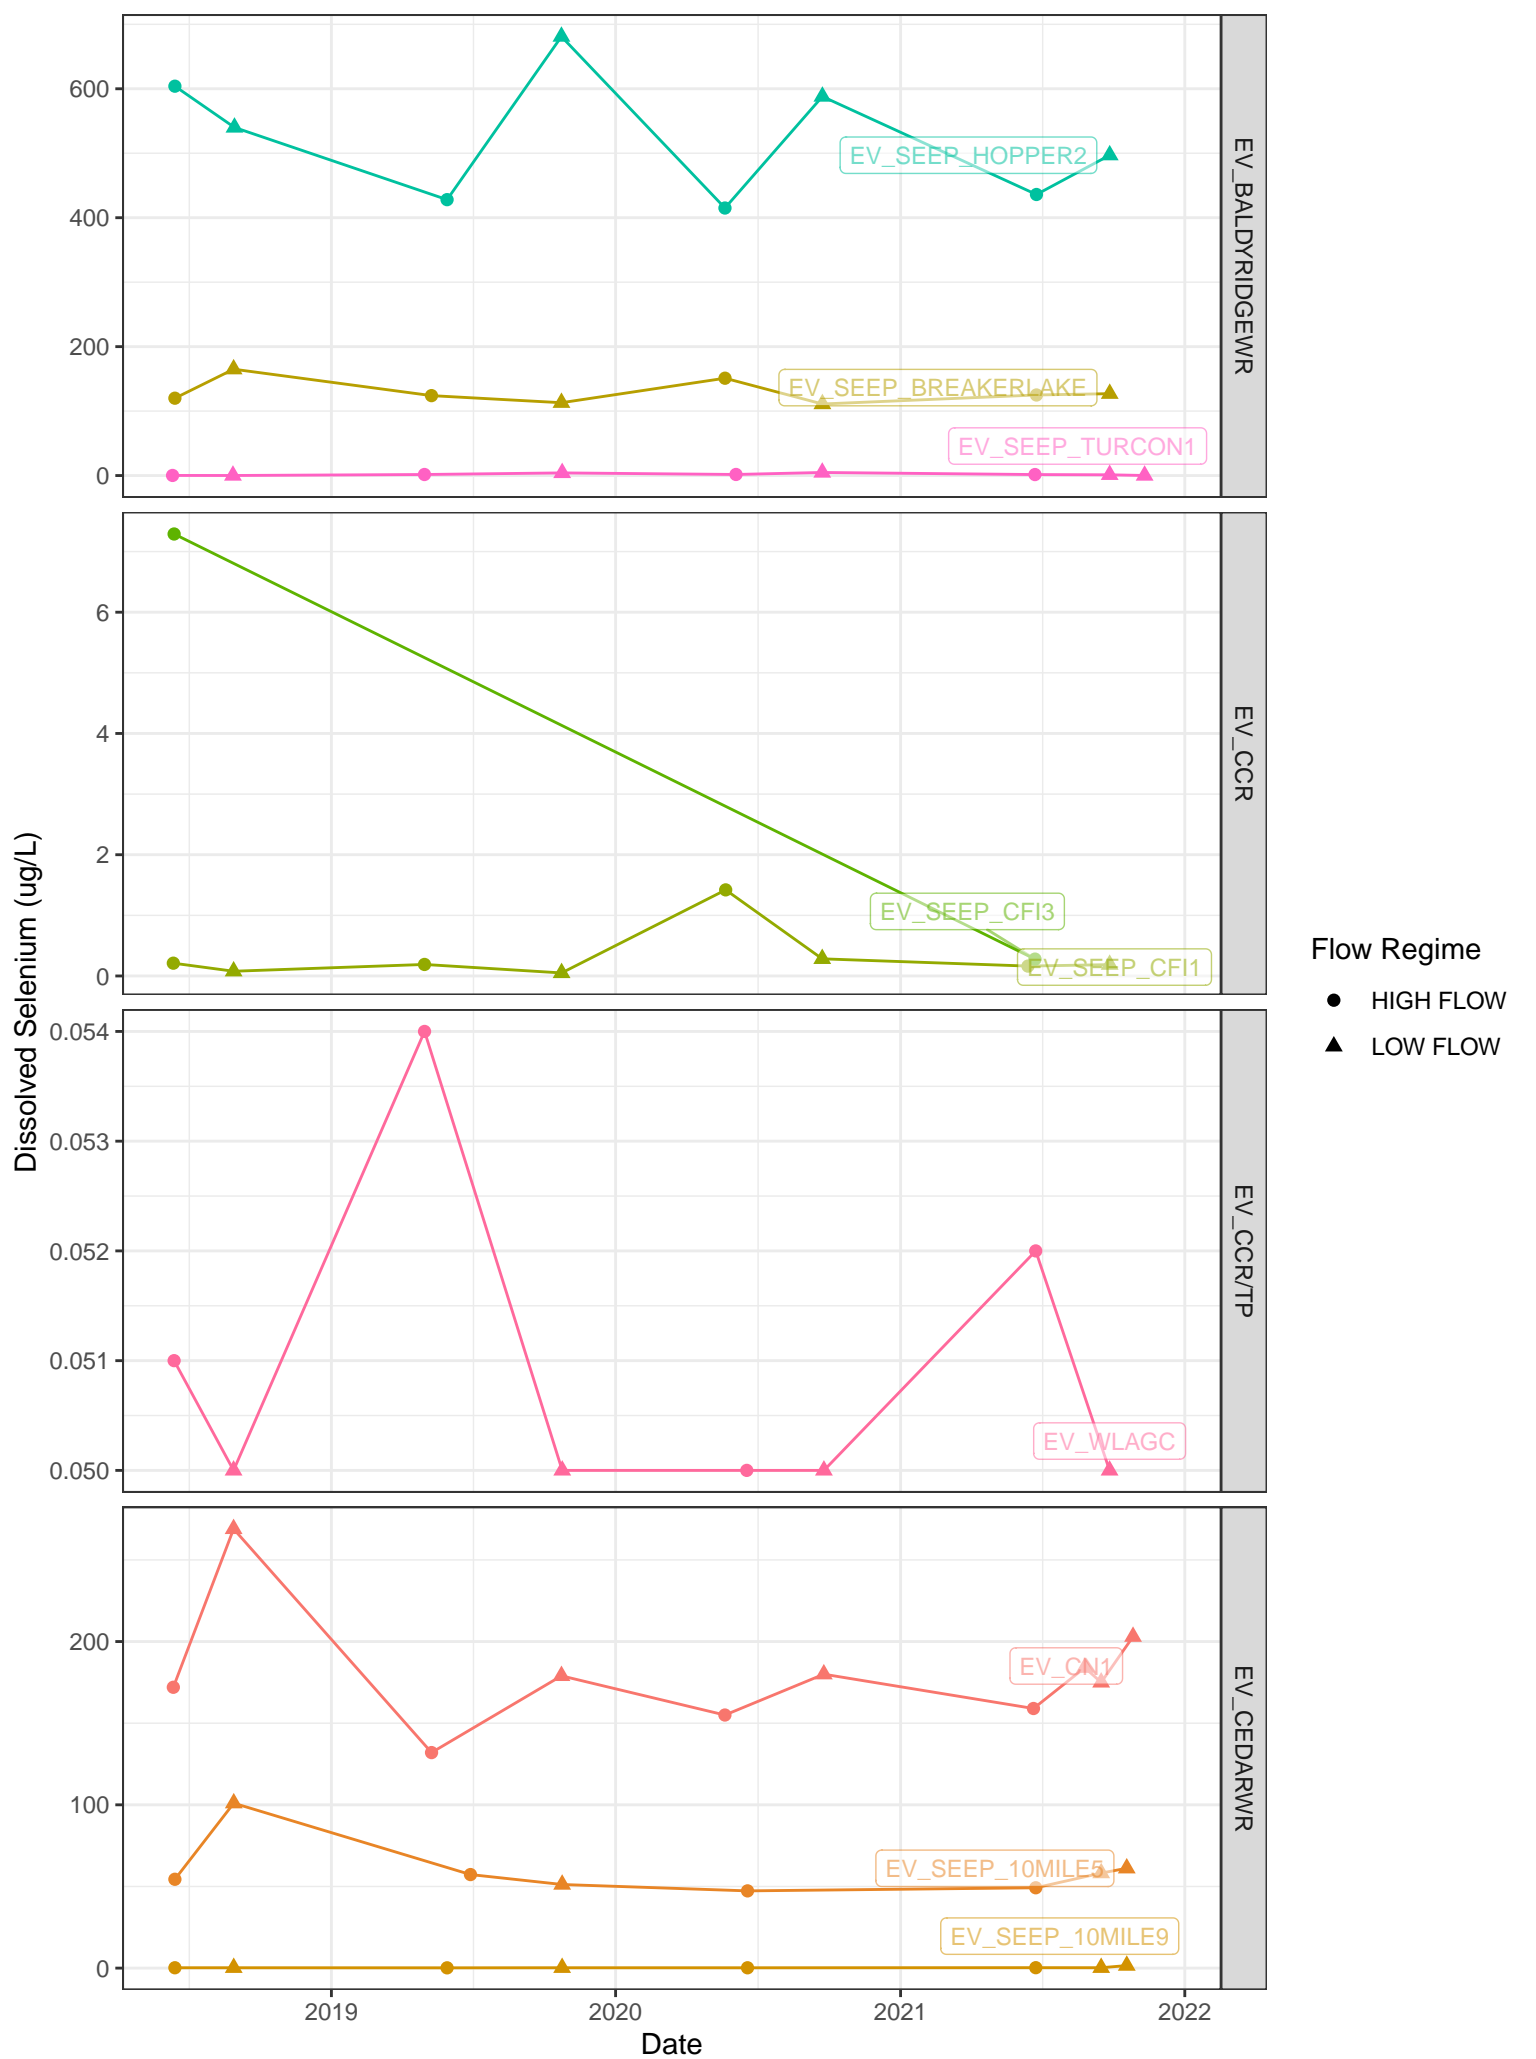 600
400
200
0
EV_SEEP_HOPPER2
EV_SEEP_BREAKERLAKE
EV_SEEP_TURCON1
EV_BALDYRIDGEWR
6
4
2
0
EV_SEEP_CFI3
EV_SEEP_CFI1
EV_CCR
Dissolved Selenium (ug/L)
Flow Regime
HIGH FLOW
LOW FLOW
0.054
0.053
0.052
0.051
0.050
EV_WLAGC
EV_CCR/TP
200
100
0
EV_CN1
EV_SEEP_10MILE5
EV_SEEP_10MILE9
EV_CEDARWR
2019
2020
2021
2022
Date